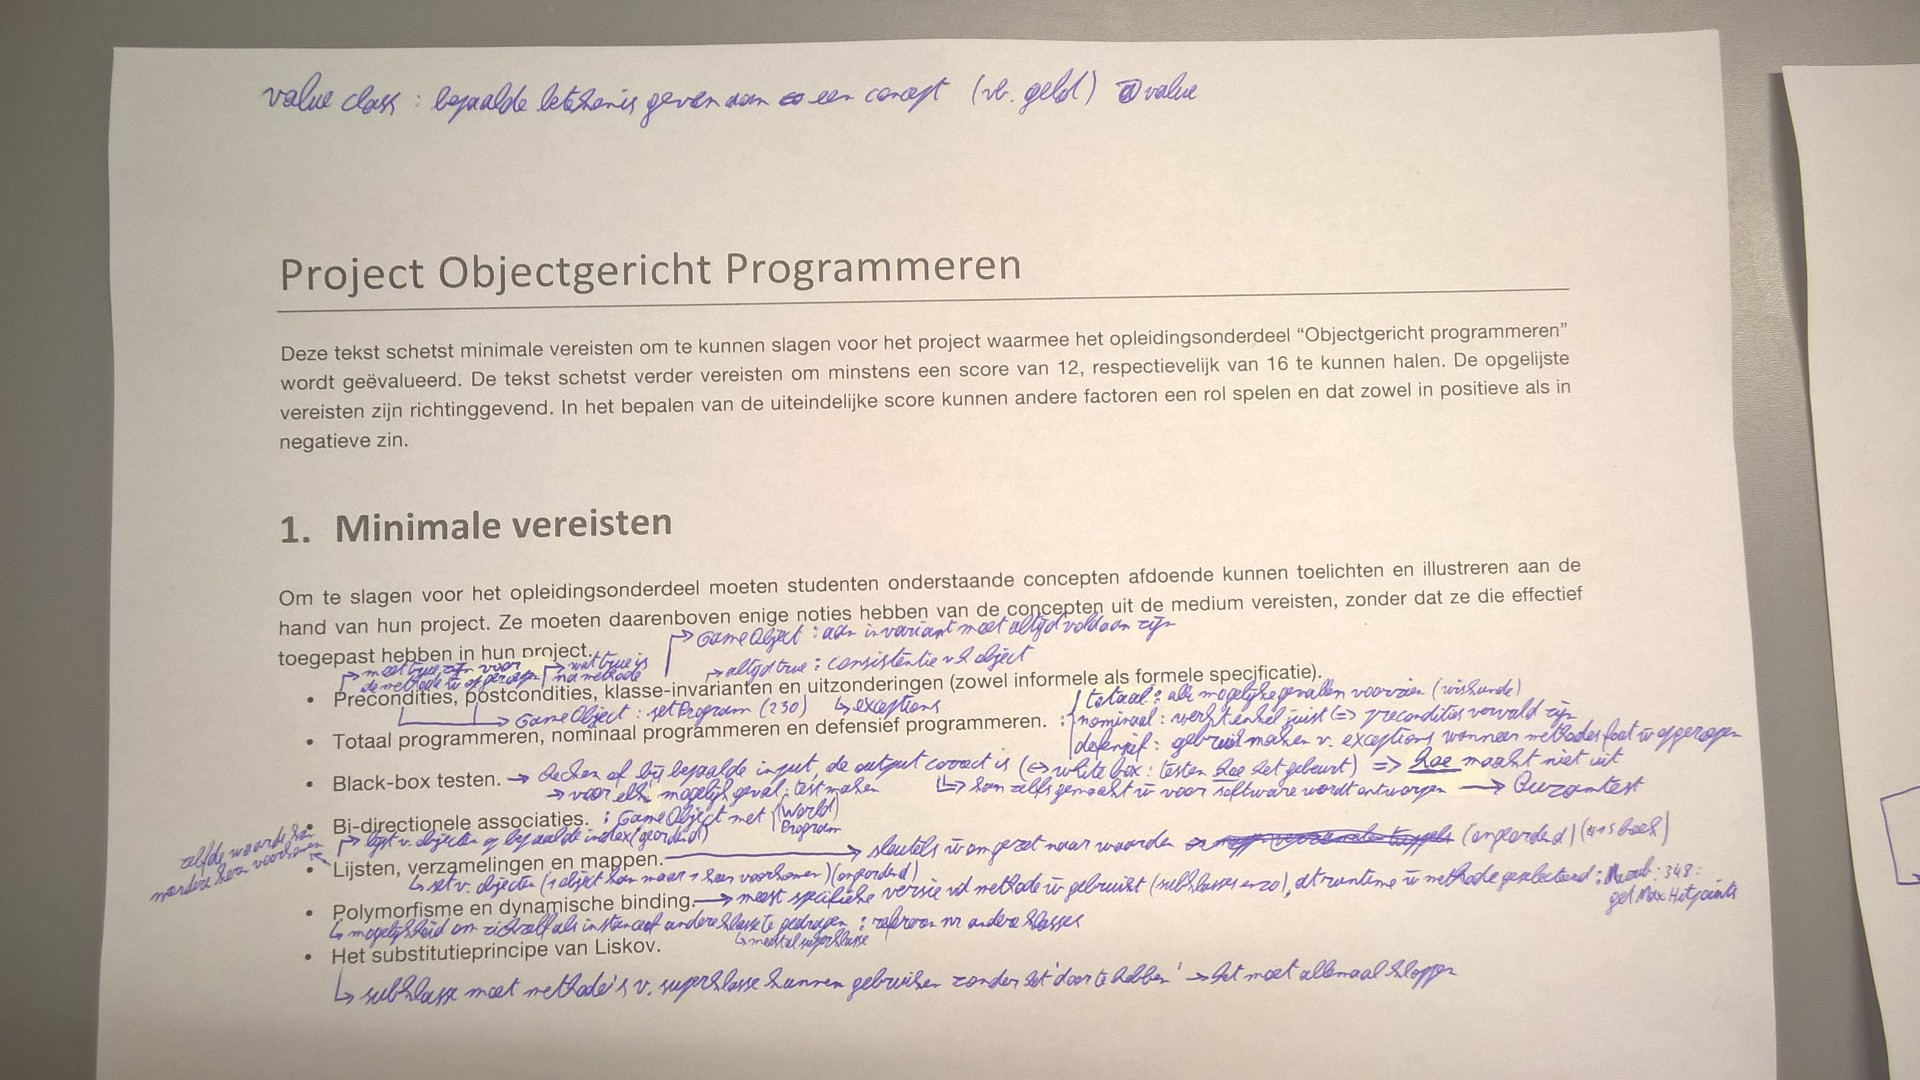 value class : bepaalde betekenis geven aan een concept (vb. geld) @value
Project Objectgericht Programmeren
Deze tekst schetst minimale vereisten om te kunnen slagen voor het project waarmee het opleidingsonderdeel “Objectgericht programmeren”
wordt geëvalueerd. De tekst schetst verder vereisten om minstens een score van 12, respectievelijk van 16 te kunnen halen. De opgelijste
vereisten zijn richtinggevend. In het bepalen van de uiteindelijke score kunnen andere factoren een rol spelen en dat zowel in positieve als in
negatieve zin.
1. Minimale vereisten
Om te slagen voor het opleidingsonderdeel moeten studenten onderstaande concepten afdoende kunnen toelichten en illustreren aan de
hand van hun project. Ze moeten daarenboven enige noties hebben van de concepten uit de medium vereisten, zonder dat ze die effectief
toegepast hebben in hun project.
GameObject : aan invariant moet altijd voldaan zijn
→ moet true zijn voor
de methode w opgeroepen
→ wat true is
na methode
→ altijd true : consistentie v h object
• Precondities, postcondities, klasse-invarianten en uitzonderingen (zowel informele als formele specificatie).
→ GameObject : setProgram (230)
↳ exceptions
• Totaal programmeren, nominaal programmeren en defensief programmeren. :
totaal : alle mogelijke gevallen voorzien (wiskunde)
nominaal : werkt enkel juist <=> precondities vervuld zijn
defensief : gebruik maken v. exceptions wanneer methodes fout w opgeroepen
• Black-box testen. → checken of bij bepaalde input, de output correct is (<=> white box : testen hoe het gebeurt) => hoe maakt niet uit
→ voor elk mogelijk geval : test maken
↳ kan zelfs gemaakt w voor software wordt ontworpen →
• Bi-directionele associaties. : GameObject met
World
Program
zelfde waarde kan
meerdere keren voorkomen
→ lijst v. objecten op bepaalde index (geordend)
• Lijsten, verzamelingen en mappen. → sleutels w omgezet naar waarden (ongeordend)
↳ set v. objecten (1 object kan maar 1 keer voorkomen) (ongeordend)
• Polymorfisme en dynamische binding. → meest specifieke versie vd methode w gebruikt (subklasses enzo), at runtime w methode geselecteerd : 348 :
getMaxHitpoints
↳ mogelijkheid om zichzelf als instance of andere klasse te gedragen : referen nr andere klasses
↳ meestal superklasse
• Het substitutieprincipe van Liskov.
↳ subklasse moet methode's v. superklasse kunnen gebruiken zonder het 'door te hebben' → het moet allemaal kloppen